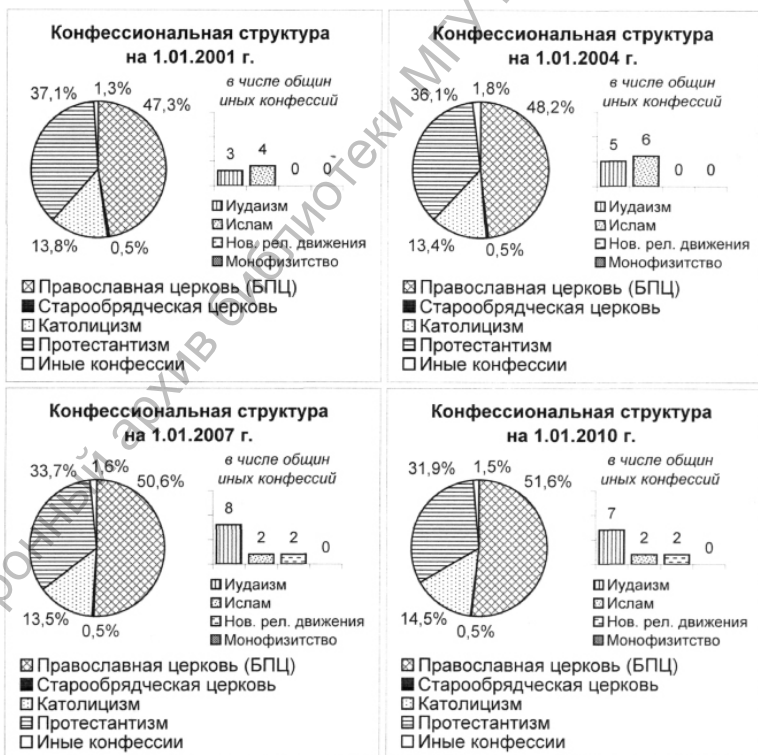 Конфессиональная структура
на 1.01.2001 г.
в числе общин
иных конфессий
37,1%
1,3%
47,3%
13,8%
0,5%
3
4
0
0
Иудаизм
Ислам
Нов. рел. движения
Монофизитство
Православная церковь (БПЦ)
Старообрядческая церковь
Католицизм
Протестантизм
Иные конфессии
Конфессиональная структура
на 1.01.2004 г.
в числе общин
иных конфессий
36,1%
1,8%
48,2%
13,4%
0,5%
5
6
0
0
Иудаизм
Ислам
Нов. рел. движения
Монофизитство
Православная церковь (БПЦ)
Старообрядческая церковь
Католицизм
Протестантизм
Иные конфессии
Конфессиональная структура
на 1.01.2007 г.
в числе общин
иных конфессий
33,7%
1,6%
50,6%
13,5%
0,5%
8
2
2
0
Иудаизм
Ислам
Нов. рел. движения
Монофизитство
Православная церковь (БПЦ)
Старообрядческая церковь
Католицизм
Протестантизм
Иные конфессии
Конфессиональная структура
на 1.01.2010 г.
в числе общин
иных конфессий
31,9%
1,5%
51,6%
14,5%
0,5%
7
2
2
0
Иудаизм
Ислам
Нов. рел. движения
Монофизитство
Православная церковь (БПЦ)
Старообрядческая церковь
Католицизм
Протестантизм
Иные конфессии
архив библиотеки МГУ